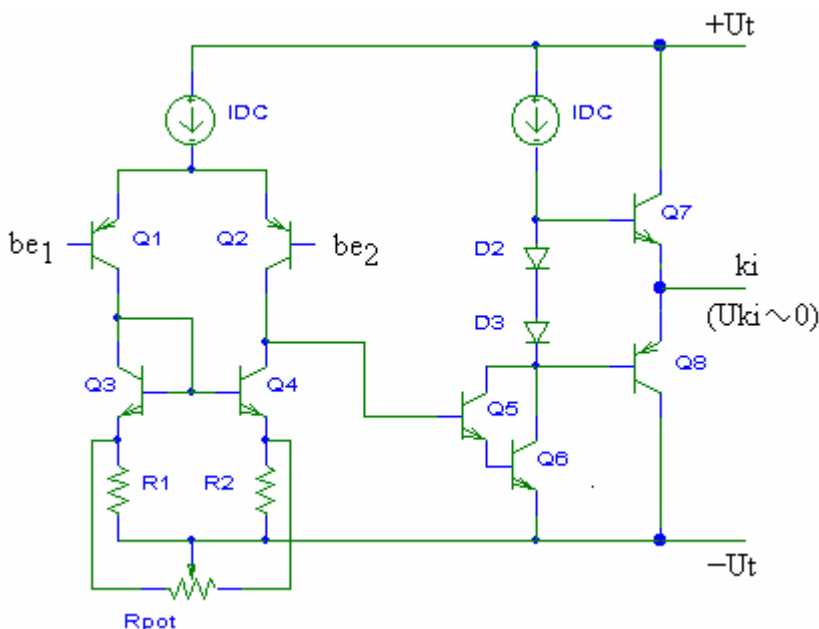 +Ut
IDC
IDC
Q1
Q2
Q7
be1
be2
D2
ki
(Uki~0)
D3
Q3
Q4
Q5
Q8
Q6
R1
R2
−Ut
Rpot